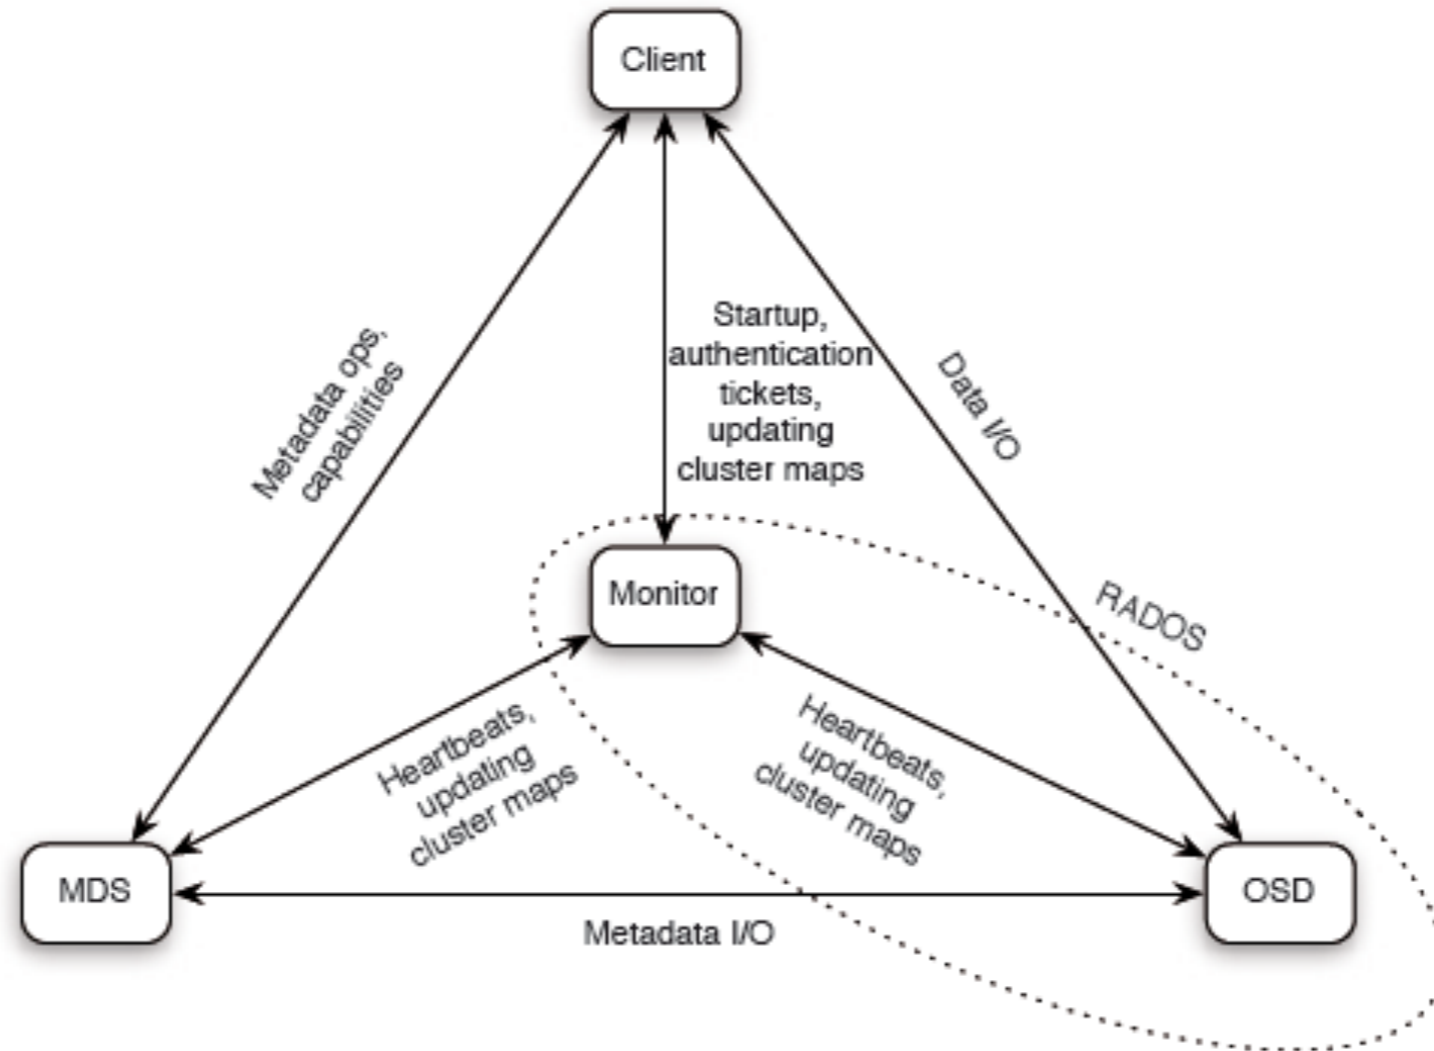 Client
Metadata ops,
capabilities
Startup,
authentication
tickets,
updating
cluster maps
Data I/O
Monitor
RADOS
Heartbeats,
updating
cluster maps
Heartbeats,
updating
cluster maps
MDS
OSD
Metadata I/O